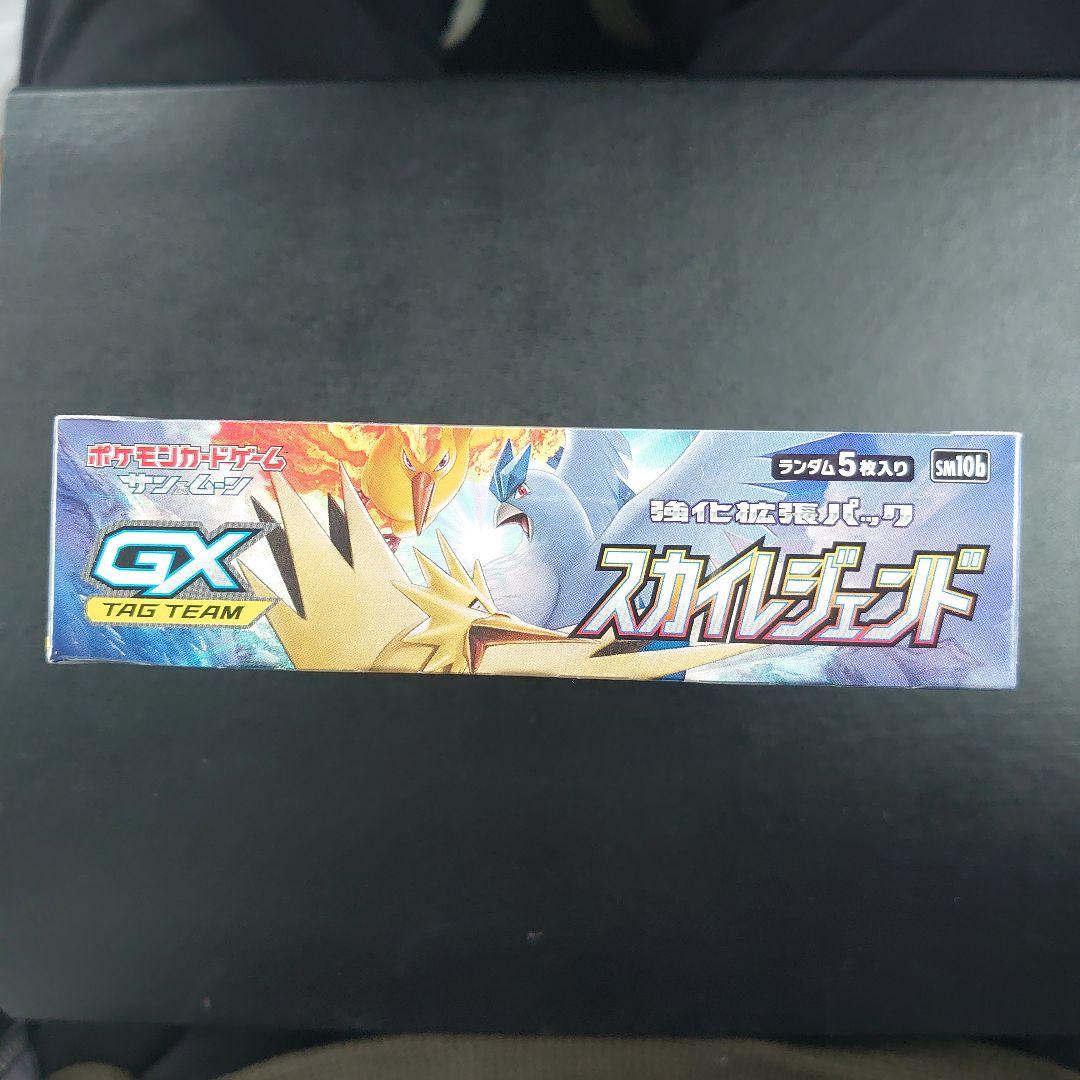 ポケモンカードゲーム
サン&ムーン
GX
TAG TEAM
ランダム5枚入り
SM10b
強化拡張パック
スカイレジェンド